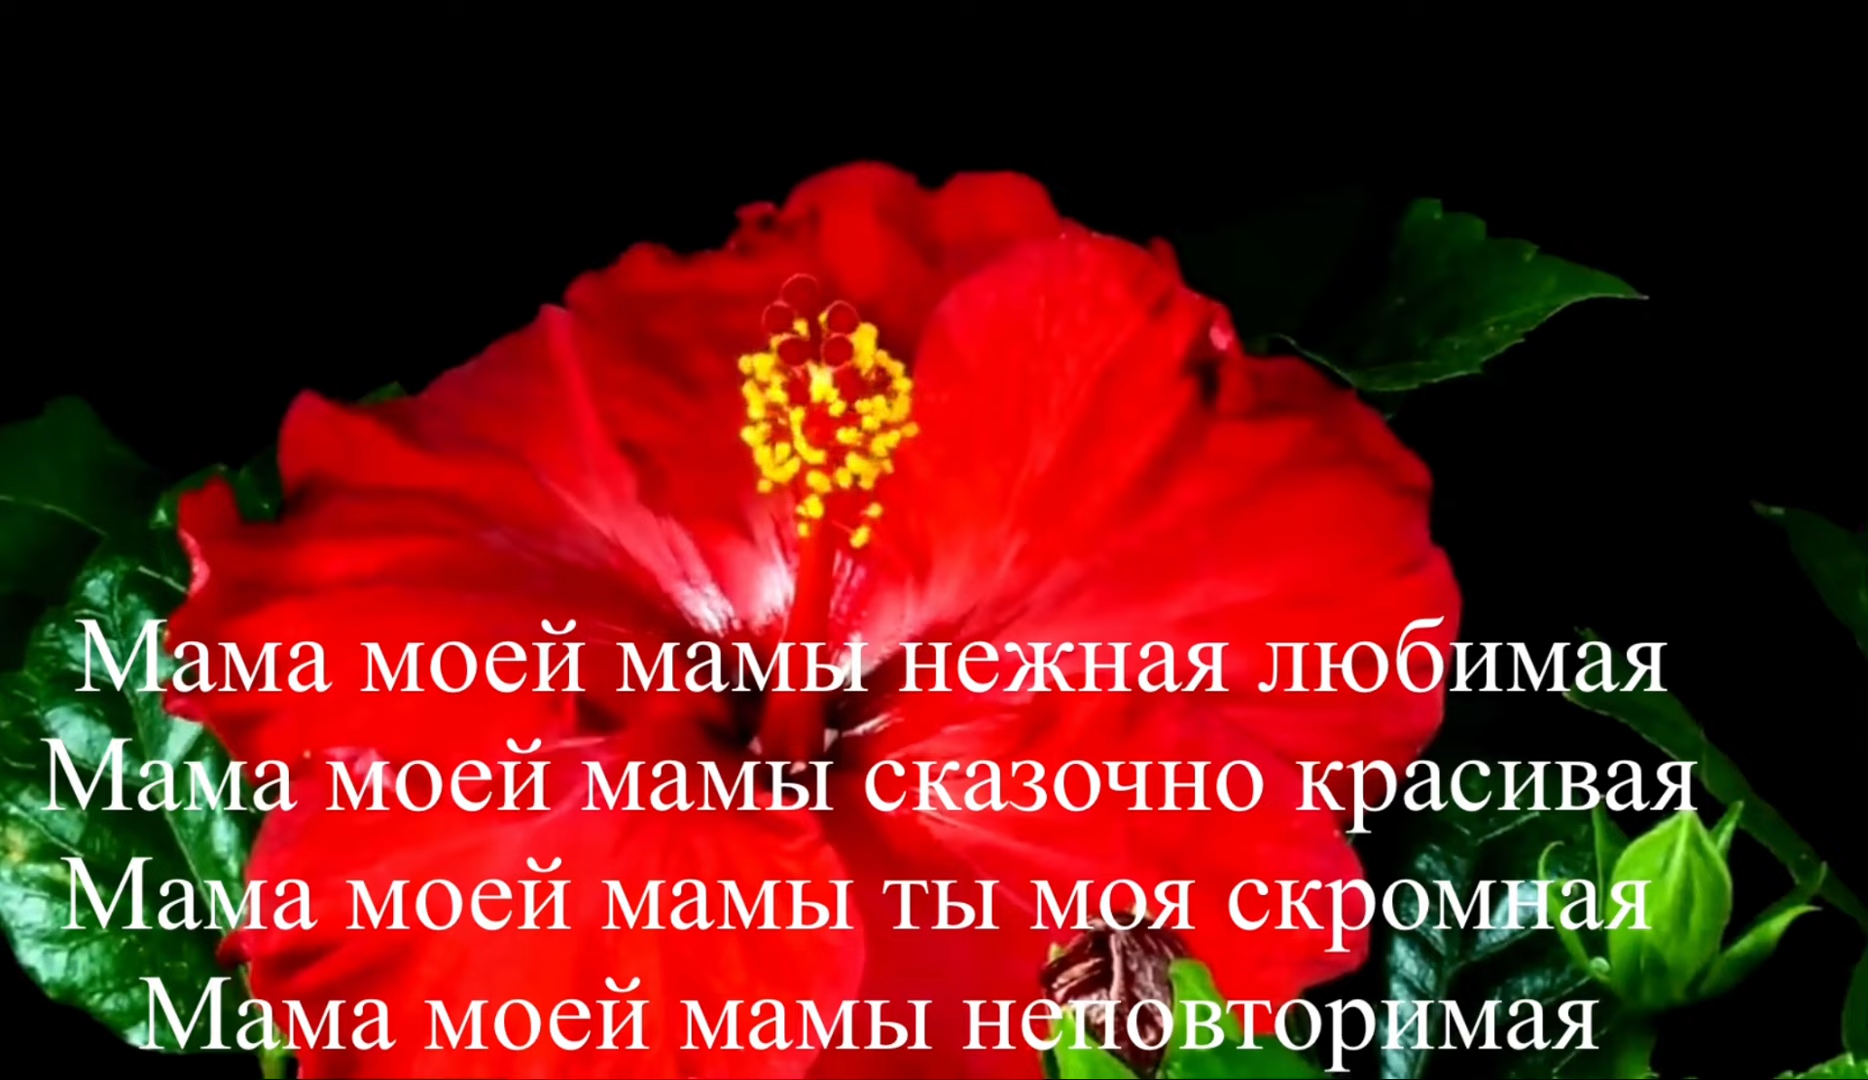 Мама моей мамы нежная любимая
Мама моей мамы сказочно красивая
Мама моей мамы ты моя скромная
Мама моей мамы неповторимая